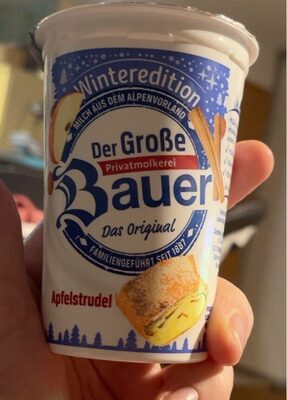 Winteredition
MILCH AUS DEM ALPENVORLAND
Der Große
Privatmolkerei
Bauer
Das Original
FAMILIENGEFÜHRT SEIT 1887
Apfelstrudel